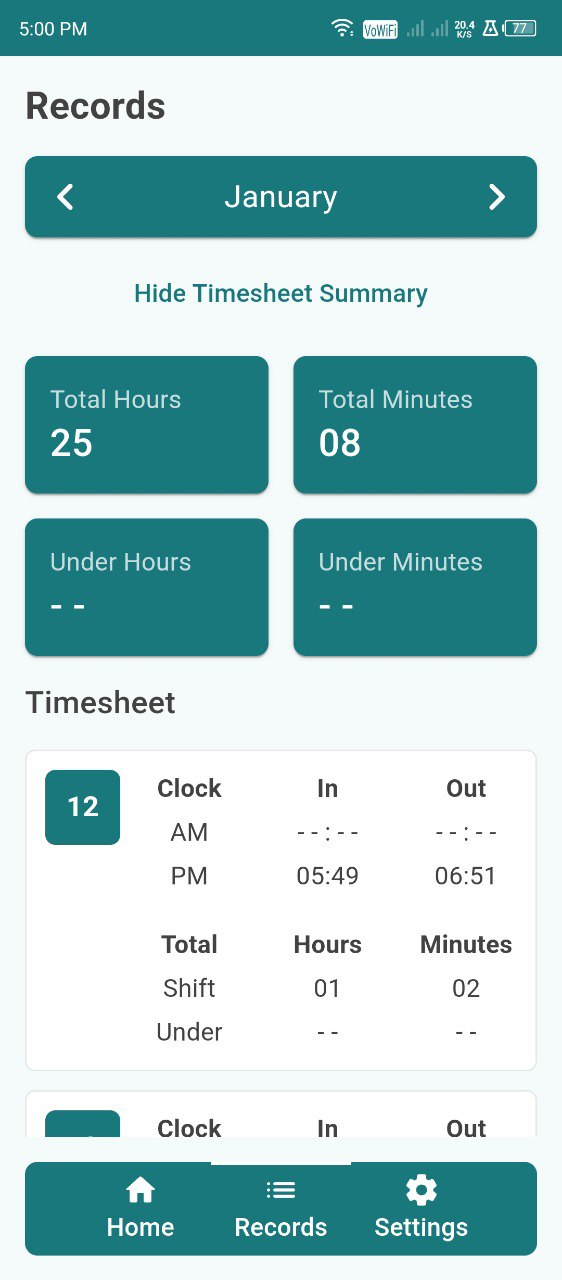 5:00 PM VoWiFi 20.4 K/S 77
Records
January
Hide Timesheet Summary
Total Hours Total Minutes
25 08
Under Hours Under Minutes
- - - -
Timesheet
12 Clock In Out
AM - - : - - - - : - -
PM 05:49 06:51
Total Hours Minutes
Shift 01 02
Under - - - -
Clock In Out
Home Records Settings